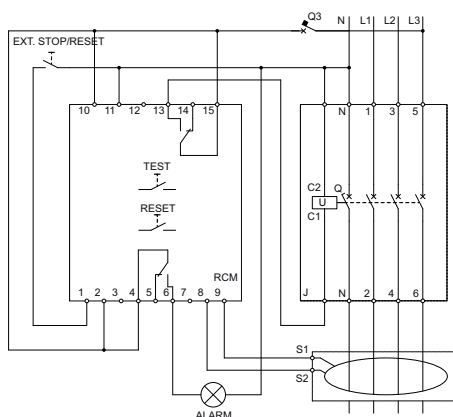 Q3 N L1 L2 L3
EXT. STOP/RESET
10 11 12 13 14 15 N 1 3 5
TEST
C2 Q
U
C1
RESET
RCM
1 2 3 4 5 6 7 8 9 J N 2 4 6
S1
S2
ALARM